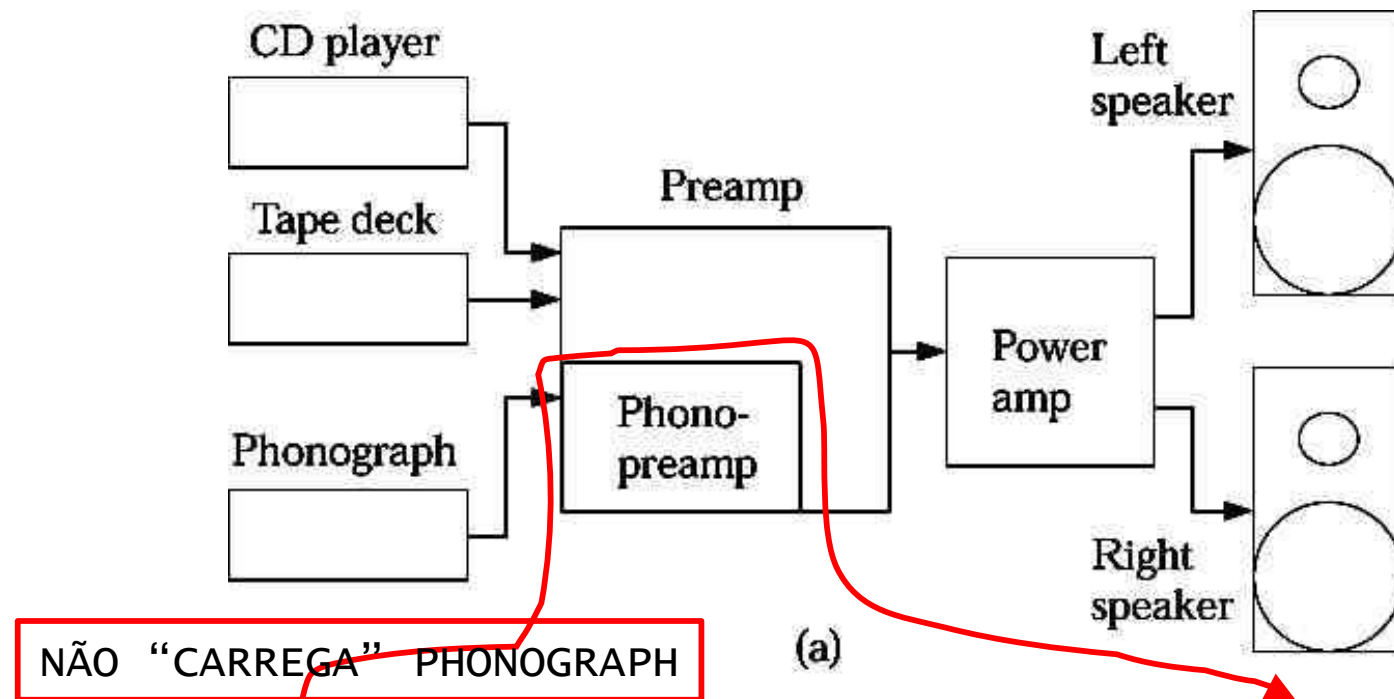 CD player
Tape deck
Phonograph
Preamp
Phono-
preamp
Power
amp
Left
speaker
Right
speaker
NÃO “CARREGA” PHONOGRAPH
(a)